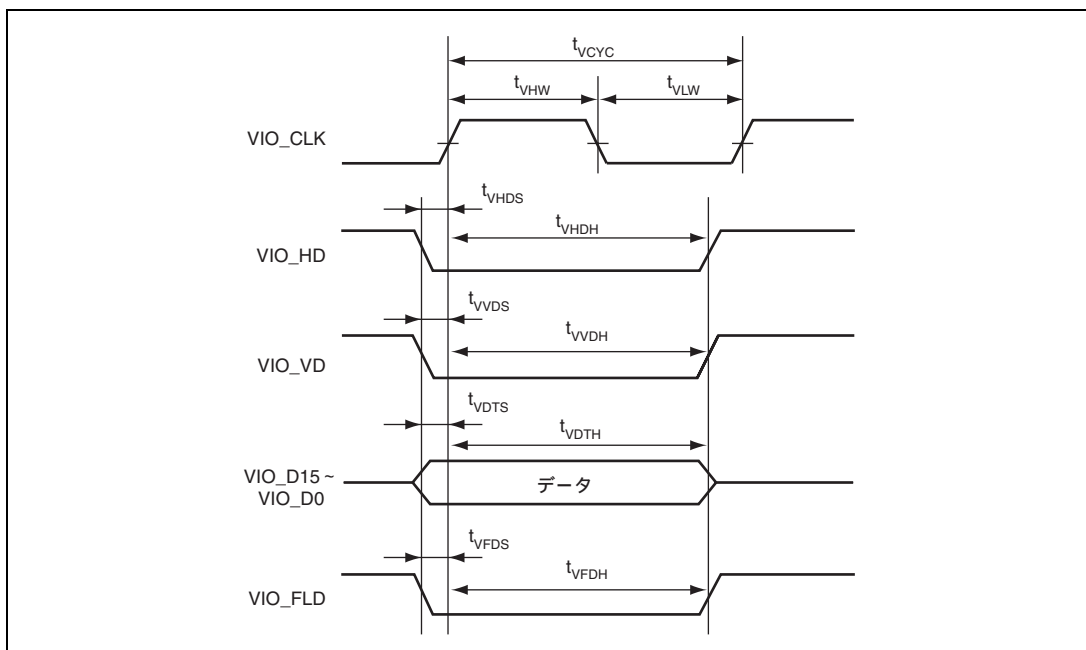 tVCYC
tVHW tVLW
VIO_CLK
tVHDS
tVHDH
VIO_HD
tVVDS
tVVDH
VIO_VD
tVDTS
tVDTH
VIO_D15 ~
VIO_D0
データ
tVFDS
tVFDH
VIO_FLD